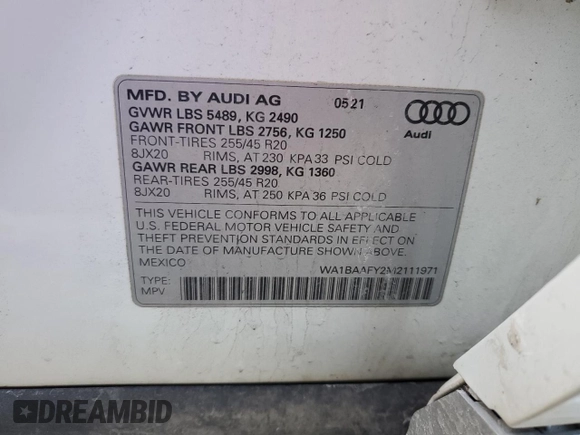 MFD. BY AUDI AG 0521
GVWR LBS 5489, KG 2490
GAWR FRONT LBS 2756, KG 1250
FRONT-TIRES 255/45 R20
8JX20 RIMS, AT 230 KPA 33 PSI COLD
GAWR REAR LBS 2998, KG 1360
REAR-TIRES 255/45 R20
8JX20 RIMS, AT 250 KPA 36 PSI COLD
Audi
THIS VEHICLE CONFORMS TO ALL APPLICABLE
U.S. FEDERAL MOTOR VEHICLE SAFETY AND
THEFT PREVENTION STANDARDS IN EFFECT ON
THE DATE OF MANUFACTURE SHOWN ABOVE.
MEXICO WA1BAAFY2M2111971
TYPE:
MPV
DREAMBID